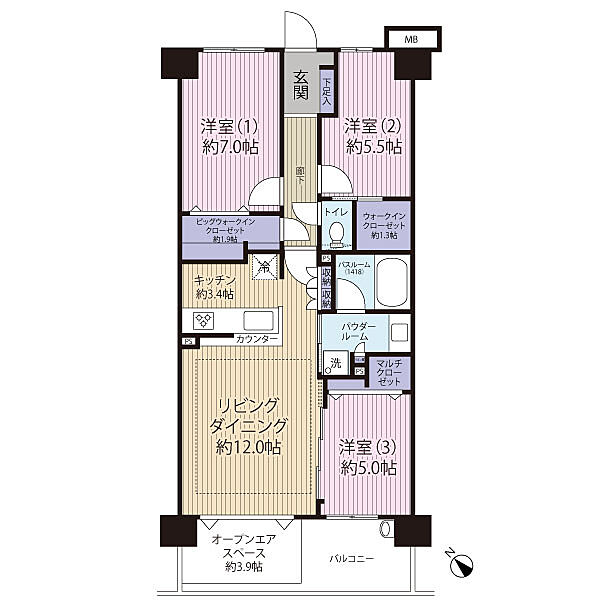 MB
玄関
下足入
洋室(1)
約7.0帖
洋室(2)
約5.5帖
廊下
トイレ
ウォークイン
クローゼット
約1.3帖
ビッグウォークイン
クローゼット
約1.9帖
キッチン
約3.4帖
冷
PS
収納
収納
バスルーム
(1418)
カウンター
PS
パウダー
ルーム
洗
PS
マルチ
クロー
ゼット
リビング
ダイニング
約12.0帖
洋室(3)
約5.0帖
オープンエア
スペース
約3.9帖
バルコニー
N